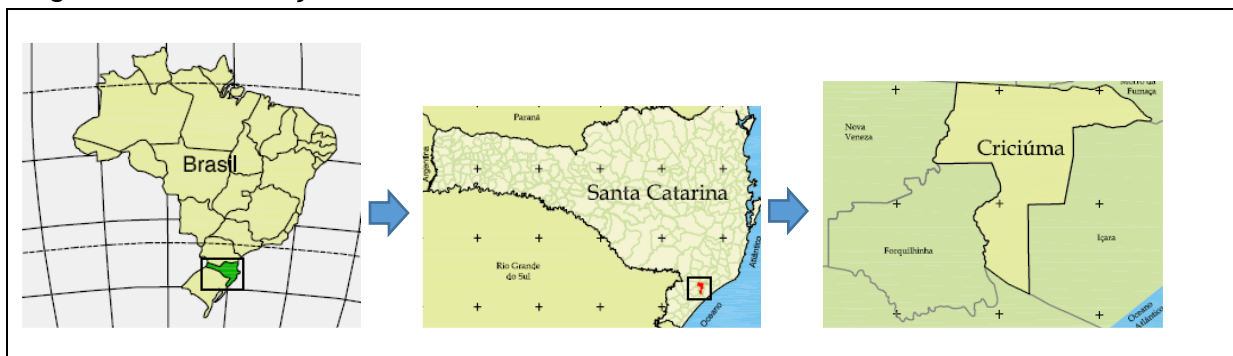 Brasil
Paraná
Argentina
Santa Catarina
Rio Grande
do Sul
Oceano
Atlântico
Morro da
Fumaça
Nova
Veneza
Criciúma
Forquilhinha
Içara
Oceano
Atlântico